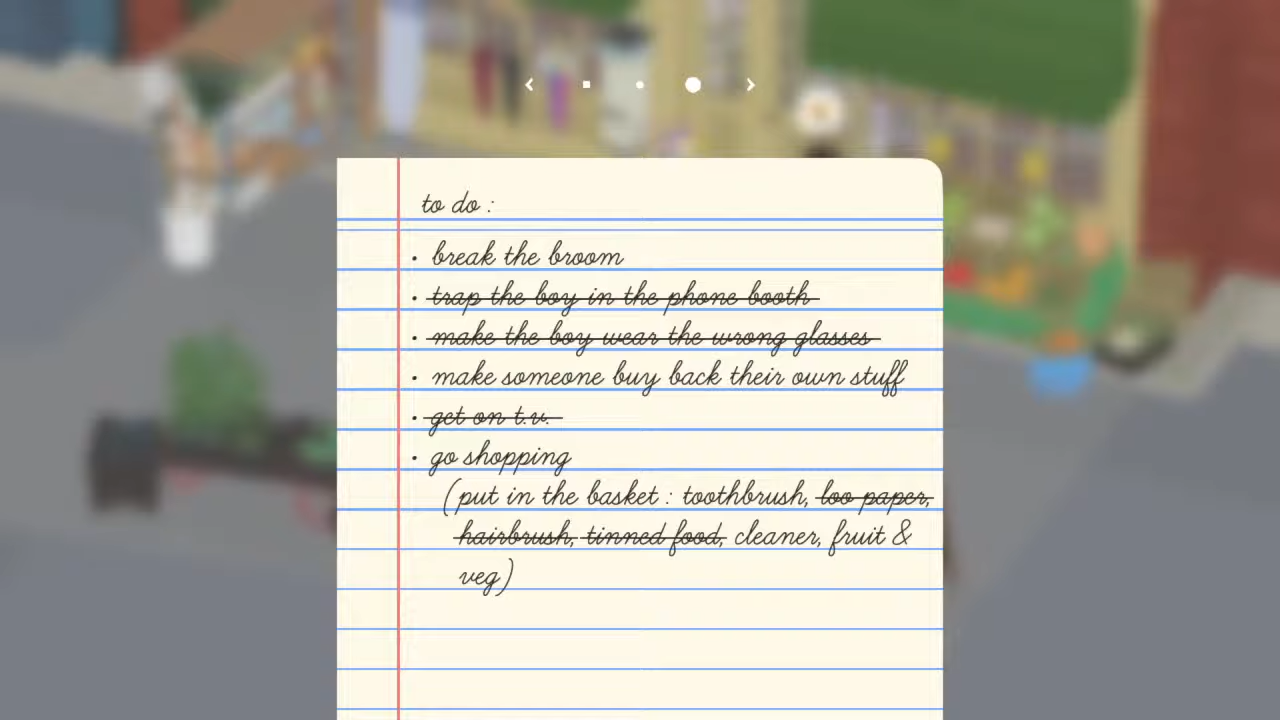 to do :
• break the broom
• trap the boy in the phone booth
• make the boy wear the wrong glasses
• make someone buy back their own stuff
• get on t.v.
• go shopping
(put in the basket : toothbrush, loo paper,
hairbrush, tinned food, cleaner, fruit &
veg)